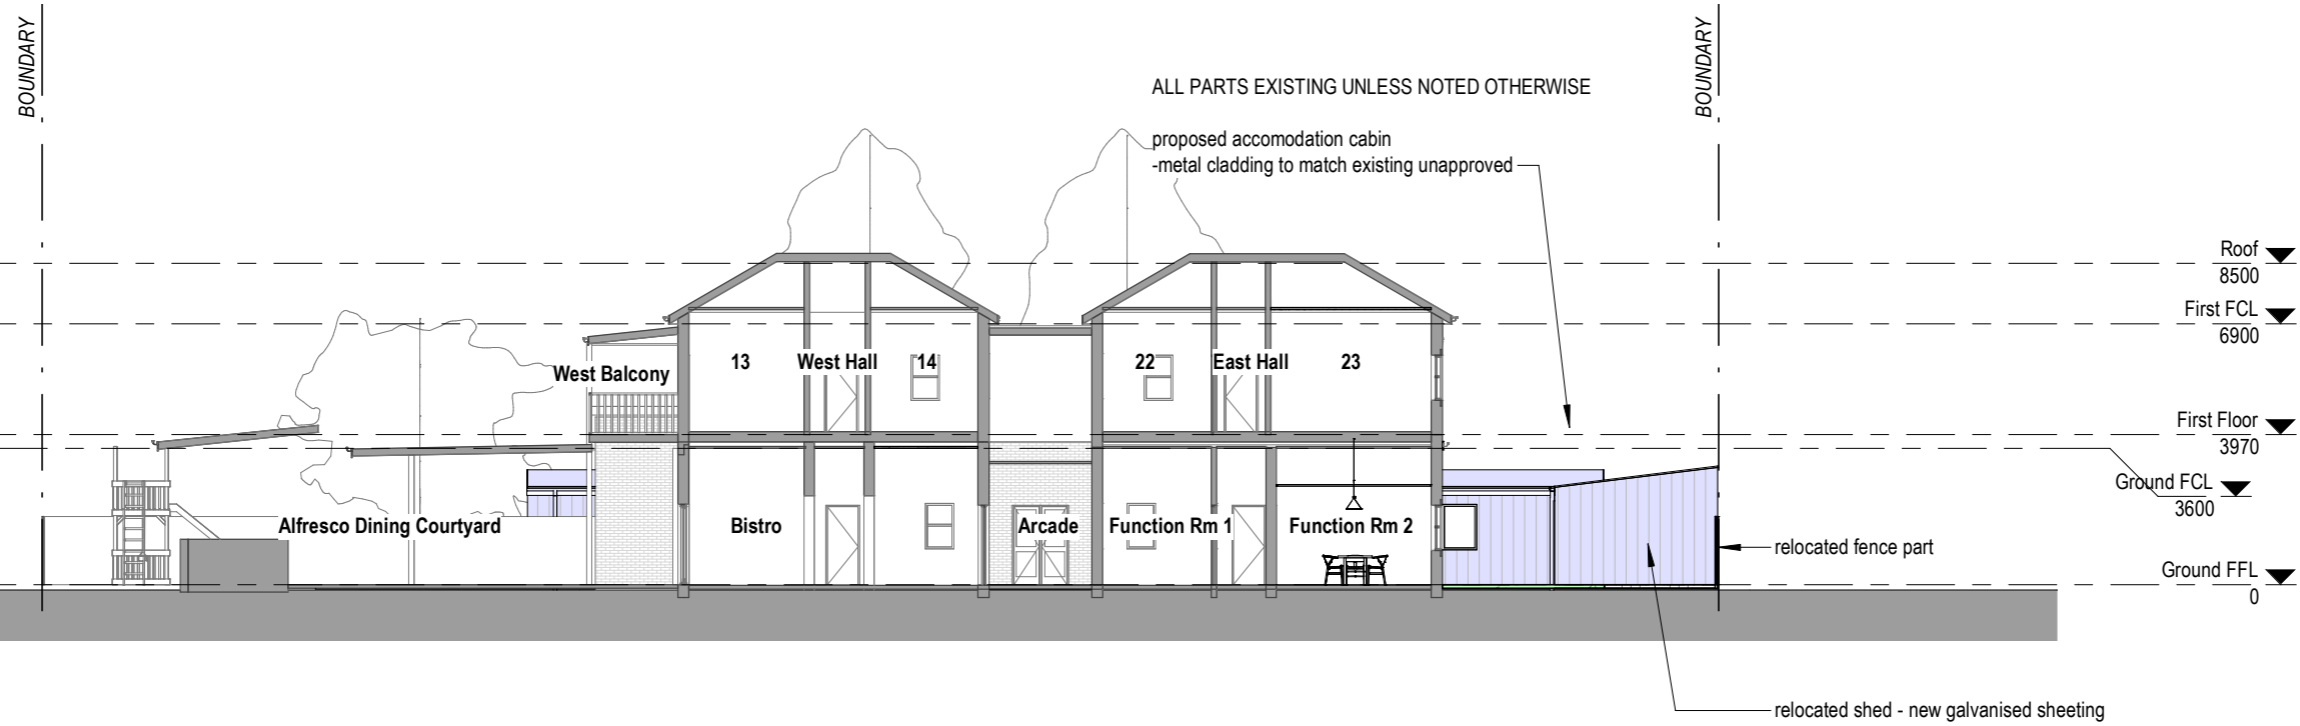 BOUNDARY
BOUNDARY
ALL PARTS EXISTING UNLESS NOTED OTHERWISE
proposed accomodation cabin
-metal cladding to match existing unapproved
Roof
8500
First FCL
6900
West Balcony
13
West Hall
14
22
East Hall
23
First Floor
3970
Ground FCL
3600
Alfresco Dining Courtyard
Bistro
Arcade
Function Rm 1
Function Rm 2
relocated fence part
Ground FFL
0
relocated shed - new galvanised sheeting